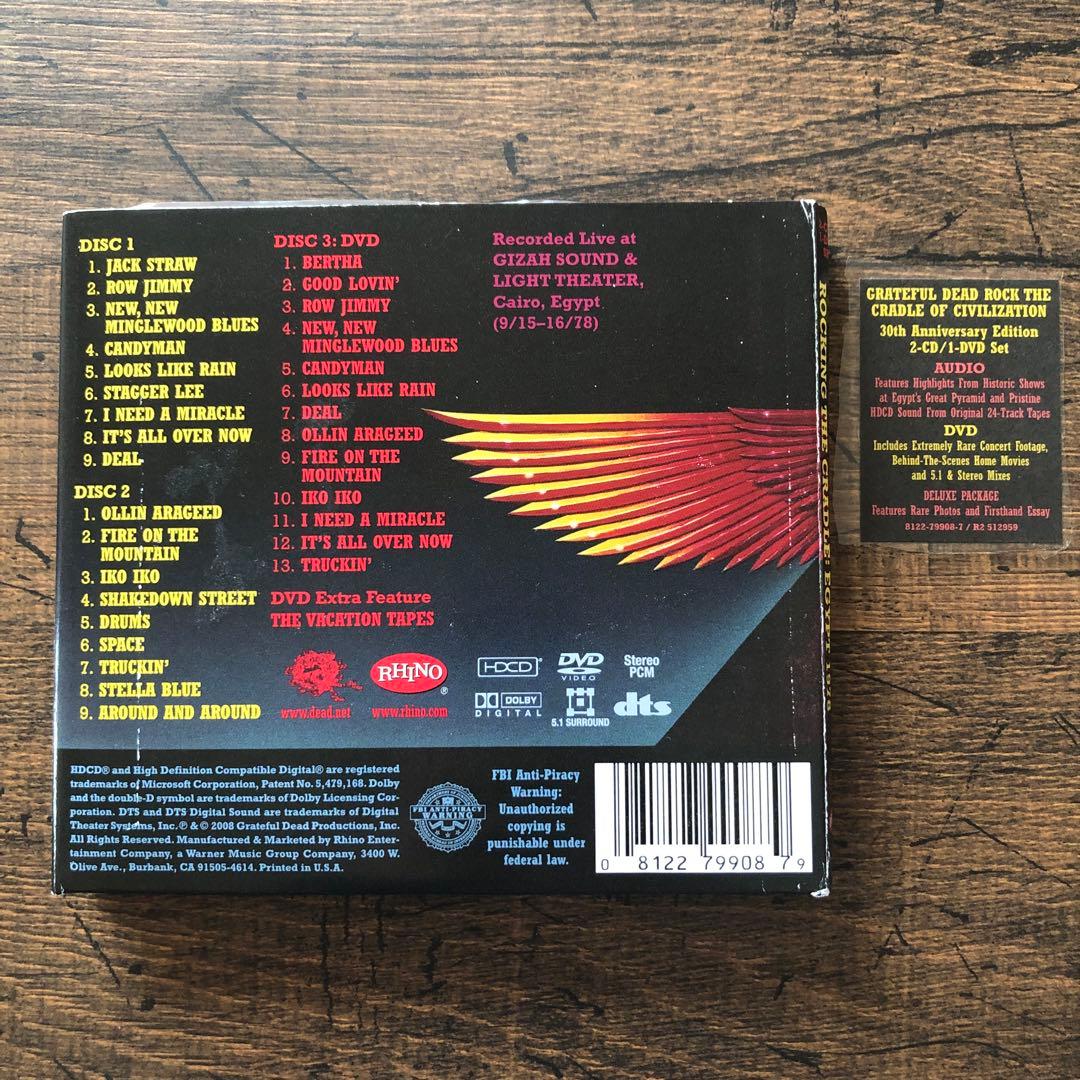 DISC 1
1. JACK STRAW
2. ROW JIMMY
3. NEW, NEW
MINGLEWOOD BLUES
4. CANDYMAN
5. LOOKS LIKE RAIN
6. STAGGER LEE
7. I NEED A MIRACLE
8. IT'S ALL OVER NOW
9. DEAL
DISC 2
1. OLLIN ARAGEED
2. FIRE ON THE
MOUNTAIN
3. IKO IKO
4. SHAKEDOWN STREET
5. DRUMS
6. SPACE
7. TRUCKIN'
8. STELLA BLUE
9. AROUND AND AROUND
DISC 3: DVD
1. BERTHA
2. GOOD LOVIN'
3. ROW JIMMY
4. NEW, NEW
MINGLEWOOD BLUES
5. CANDYMAN
6. LOOKS LIKE RAIN
7. DEAL
8. OLLIN ARAGEED
9. FIRE ON THE
MOUNTAIN
10. IKO IKO
11. I NEED A MIRACLE
12. IT'S ALL OVER NOW
13. TRUCKIN'
DVD Extra Feature
THE VACATION TAPES
Recorded Live at
GIZAH SOUND &
LIGHT THEATER,
Cairo, Egypt
(9/15–16/78)
www.dead.net
RHINO®
www.rhino.com
HDCD®
DVD
VIDEO
Stereo
PCM
DOLBY
DIGITAL
5.1 SURROUND
dts
HDCD® and High Definition Compatible Digital® are registered
trademarks of Microsoft Corporation, Patent No. 5,479,168. Dolby
and the double-D symbol are trademarks of Dolby Licensing Cor-
poration. DTS and DTS Digital Sound are trademarks of Digital
Theater Systems, Inc. ℗ & © 2008 Grateful Dead Productions, Inc.
All Rights Reserved. Manufactured & Marketed by Rhino Enter-
tainment Company, a Warner Music Group Company, 3400 W.
Olive Ave., Burbank, CA 91505-4614. Printed in U.S.A.
FBI ANTI-PIRACY
WARNING
FBI Anti-Piracy
Warning:
Unauthorized
copying is
punishable under
federal law.
0 81227 99087 9
ROCKING THE CRADLE: EGYPT 1978
GRATEFUL DEAD ROCK THE
CRADLE OF CIVILIZATION
30th Anniversary Edition
2-CD/1-DVD Set
AUDIO
Features Highlights From Historic Shows
at Egypt's Great Pyramid and Pristine
HDCD Sound From Original 24-Track Tapes
DVD
Includes Extremely Rare Concert Footage,
Behind-The-Scenes Home Movies
and 5.1 & Stereo Mixes
DELUXE PACKAGE
Features Rare Photos and Firsthand Essay
8122-79908-7 / R2 512959